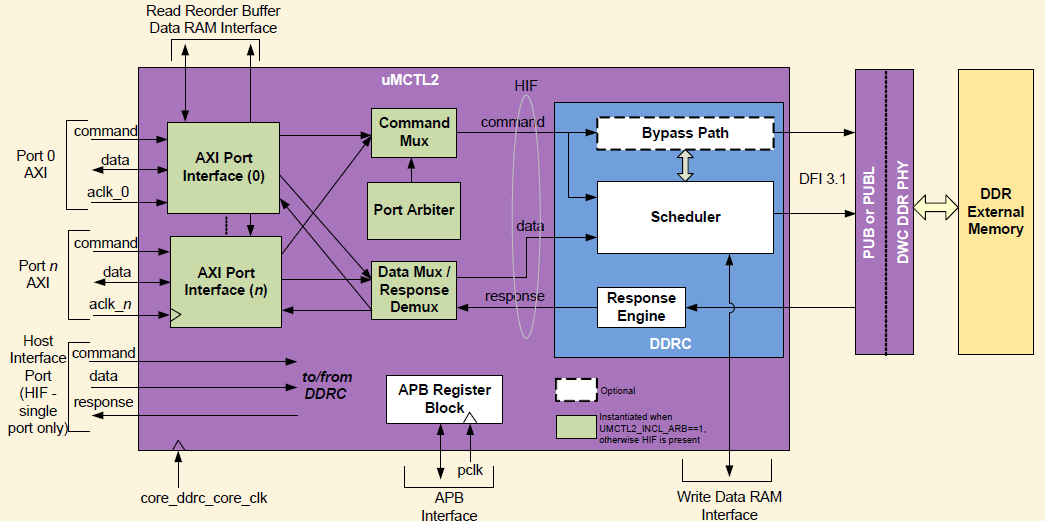 Read Reorder Buffer
Data RAM Interface
uMCTL2
HIF
Port 0
AXI
command
data
aclk_0
AXI Port
Interface (0)
Command
Mux
command
Bypass Path
DFI 3.1
Port Arbiter
Scheduler
data
PUB or PUBL
DWC DDR PHY
DDR
External
Memory
Port n
AXI
command
data
aclk_n
AXI Port
Interface (n)
Data Mux /
Response
Demux
response
Response
Engine
DDRC
Host
Interface
Port
(HIF -
single
port only)
command
data
response
to/from
DDRC
APB Register
Block
Optional
Instantiated when
UMCTL2_INCL_ARB==1,
otherwise HIF is present
core_ddrc_core_clk
pclk
APB
Interface
Write Data RAM
Interface